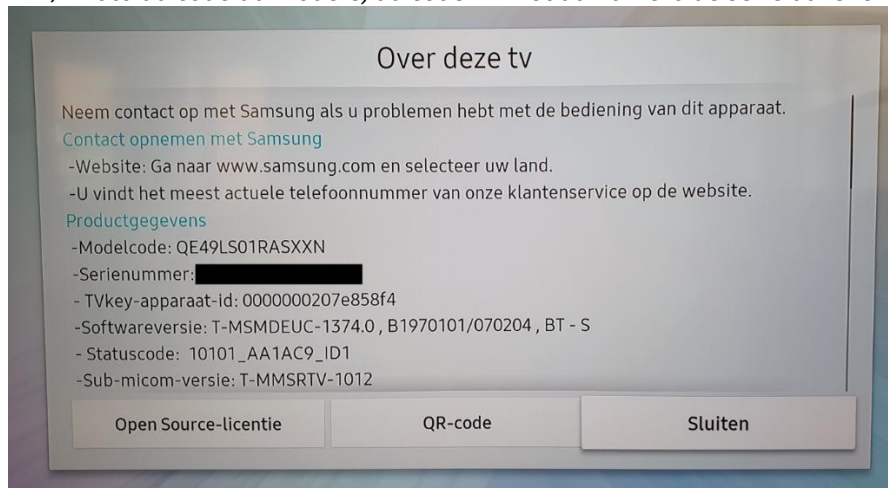 Over deze tv
Neem contact op met Samsung als u problemen hebt met de bediening van dit apparaat.
Contact opnemen met Samsung
-Website: Ga naar www.samsung.com en selecteer uw land.
-U vindt het meest actuele telefoonnummer van onze klantenservice op de website.
Productgegevens
-Modelcode: QE49LS01RASXXN
-Serienummer:
- TVkey-apparaat-id: 0000000207e858f4
-Softwareversie: T-MSMDEUC-1374.0 , B1970101/070204 , BT - S
- Statuscode: 10101_AA1AC9_ID1
-Sub-micom-versie: T-MMSRTV-1012
Open Source-licentie
QR-code
Sluiten